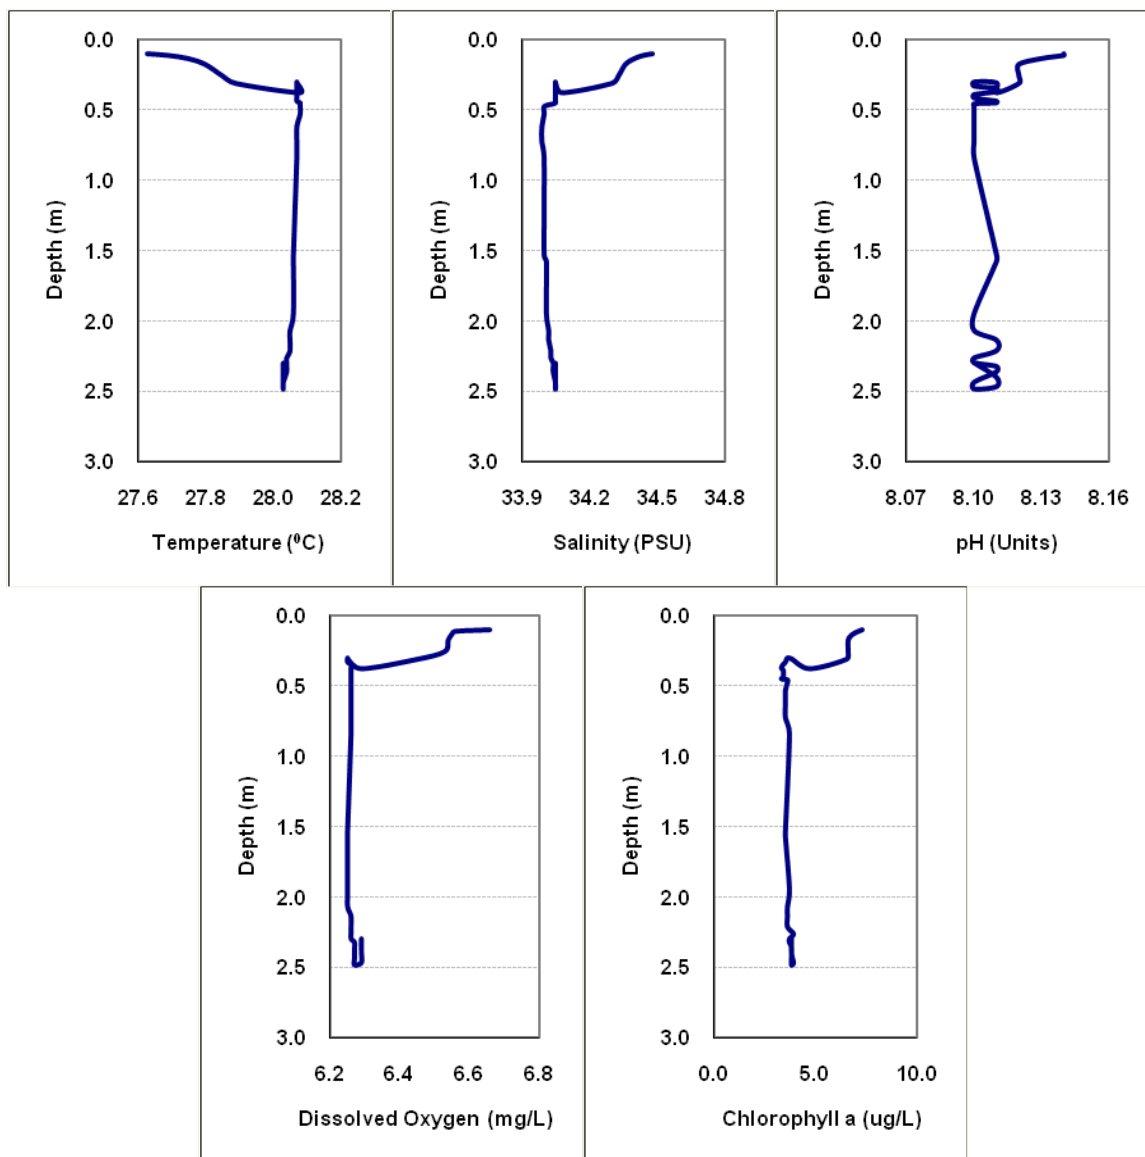 0.0
0.5
1.0
1.5
2.0
2.5
3.0
Depth (m)
27.6 27.8 28.0 28.2
Temperature (⁰C)
0.0
0.5
1.0
1.5
2.0
2.5
3.0
Depth (m)
33.9 34.2 34.5 34.8
Salinity (PSU)
0.0
0.5
1.0
1.5
2.0
2.5
3.0
Depth (m)
8.07 8.10 8.13 8.16
pH (Units)
0.0
0.5
1.0
1.5
2.0
2.5
3.0
Depth (m)
6.2 6.4 6.6 6.8
Dissolved Oxygen (mg/L)
0.0
0.5
1.0
1.5
2.0
2.5
3.0
Depth (m)
0.0 5.0 10.0
Chlorophyll a (ug/L)